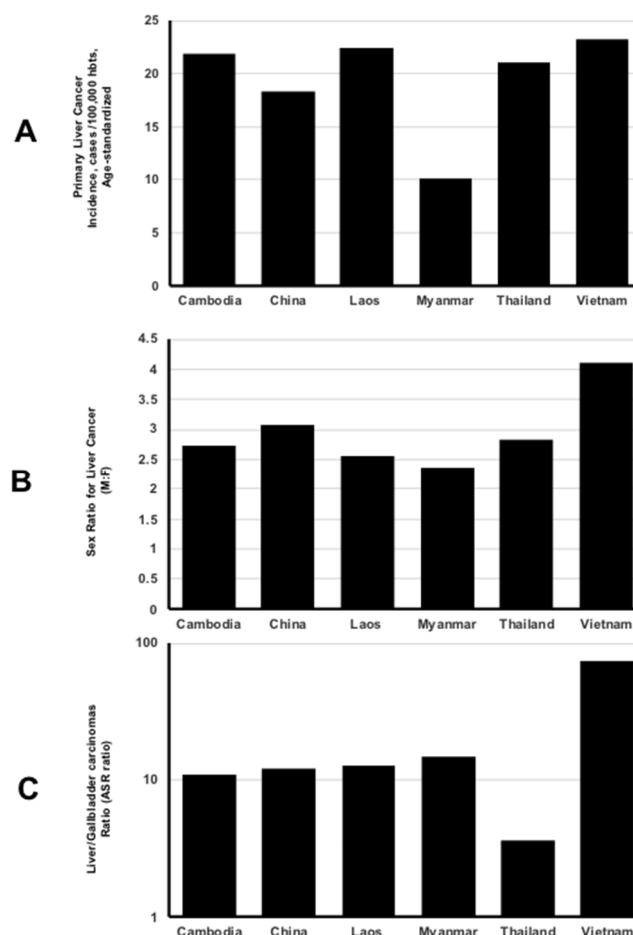 A
Primary Liver Cancer
Incidence, cases /100,000 hbts,
Age-standardized
25
20
15
10
5
0
Cambodia China Laos Myanmar Thailand Vietnam
B
Sex Ratio for Liver Cancer
(M:F)
4.5
4
3.5
3
2.5
2
1.5
1
0.5
0
Cambodia China Laos Myanmar Thailand Vietnam
C
Liver/Gallbladder carcinomas
Ratio (ASR ratio)
100
10
1
Cambodia China Laos Myanmar Thailand Vietnam